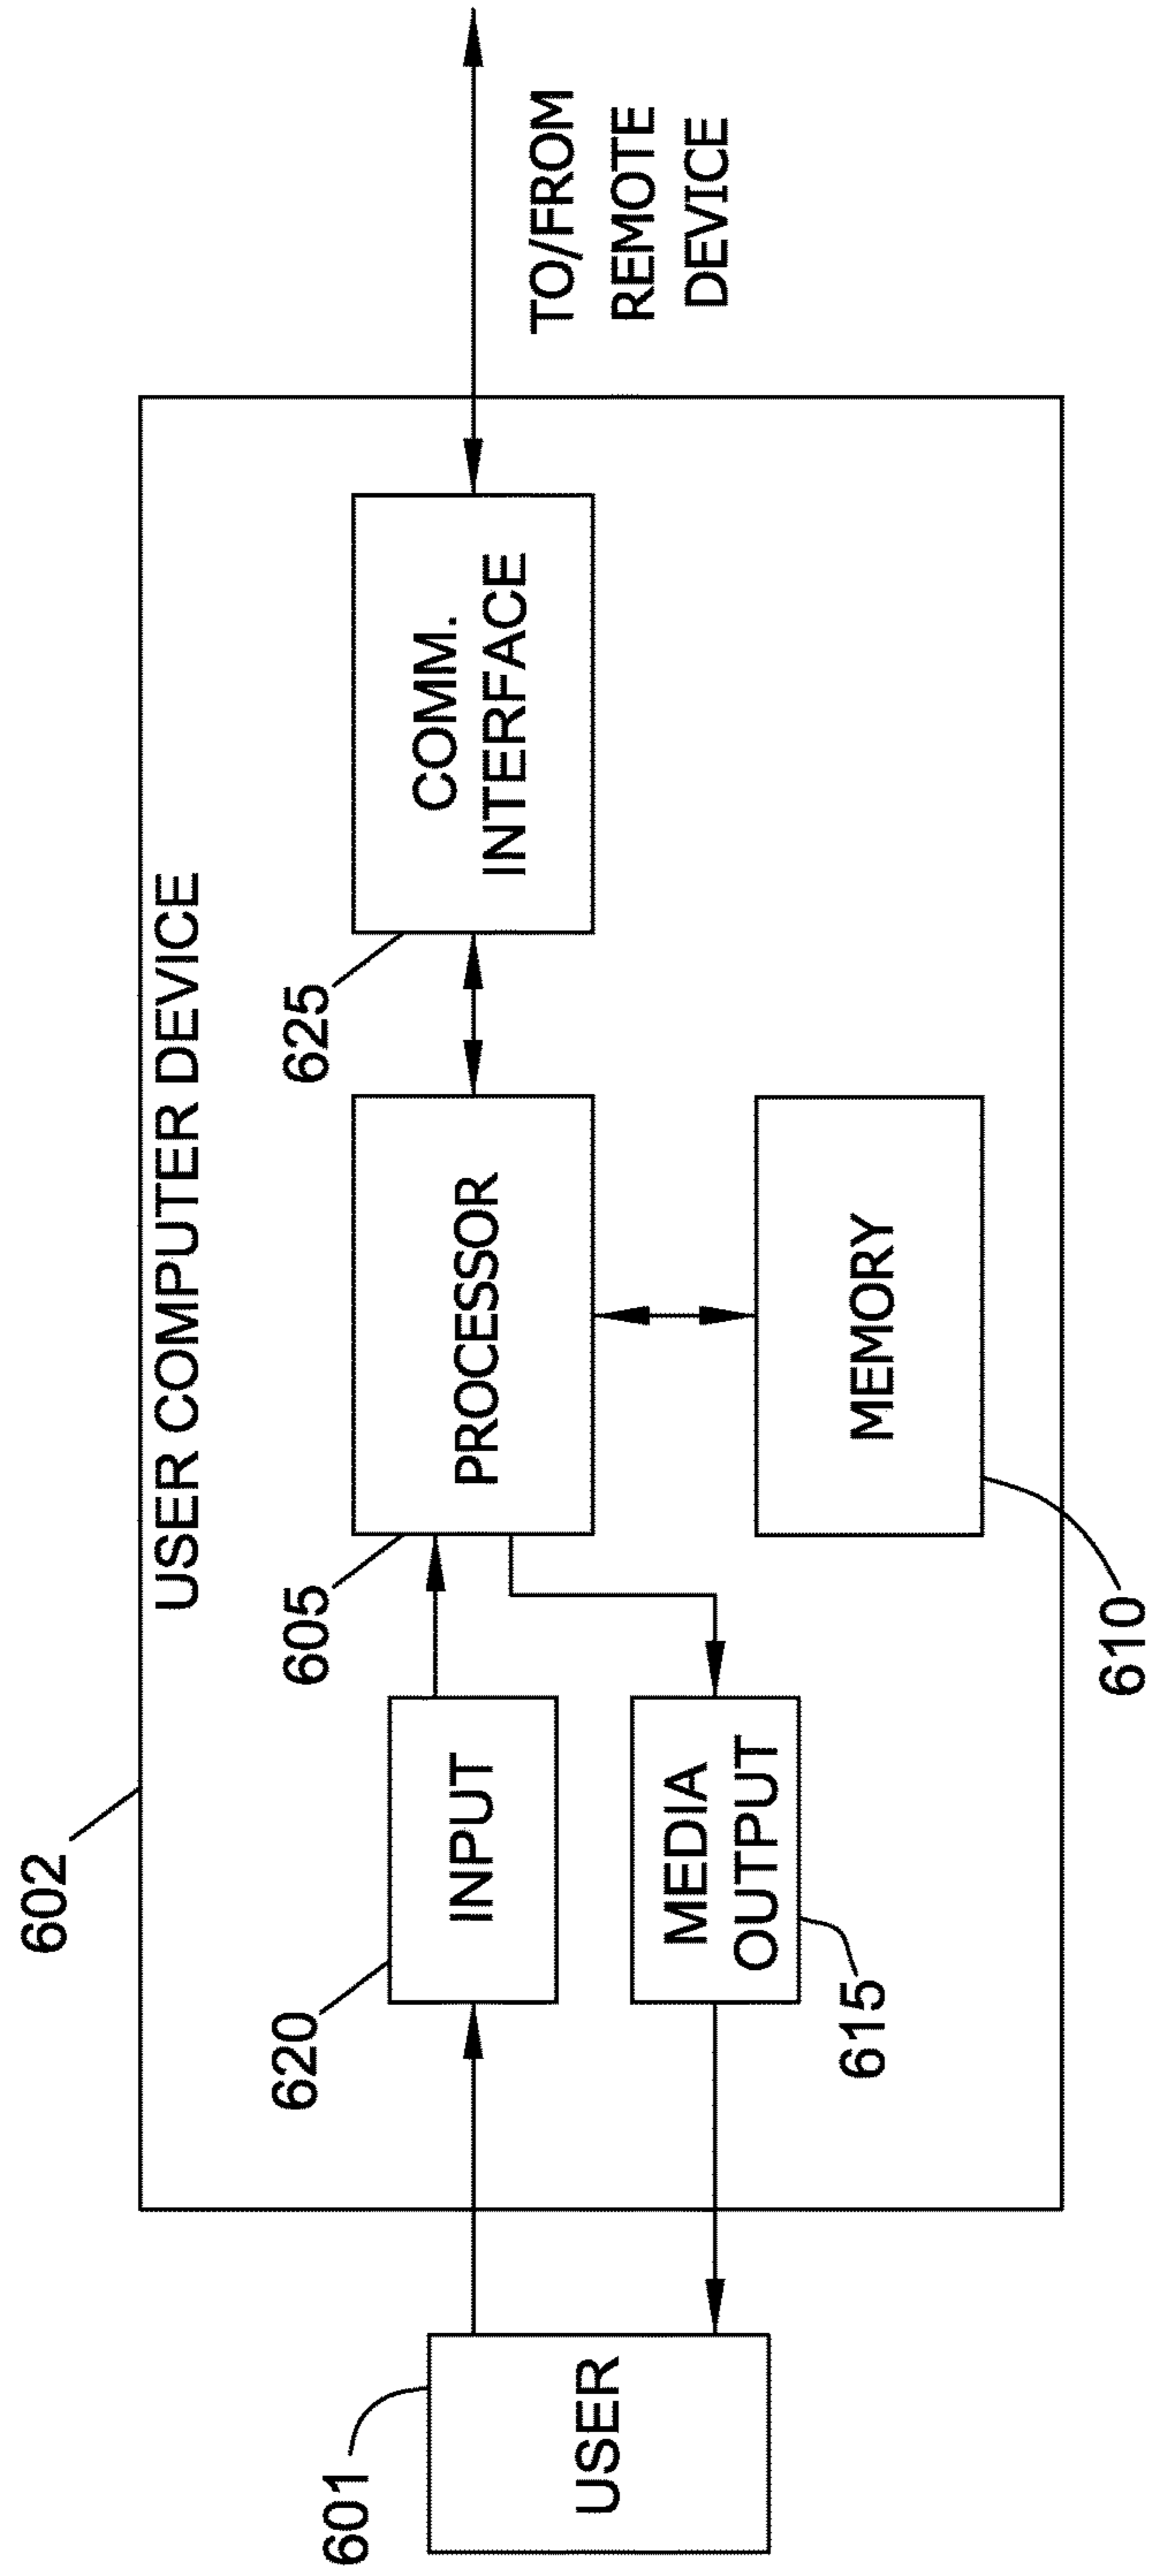 602
USER COMPUTER DEVICE
601
USER
620
INPUT
605
PROCESSOR
625
COMM.
INTERFACE
TO/FROM
REMOTE
DEVICE
MEDIA
OUTPUT
615
MEMORY
610